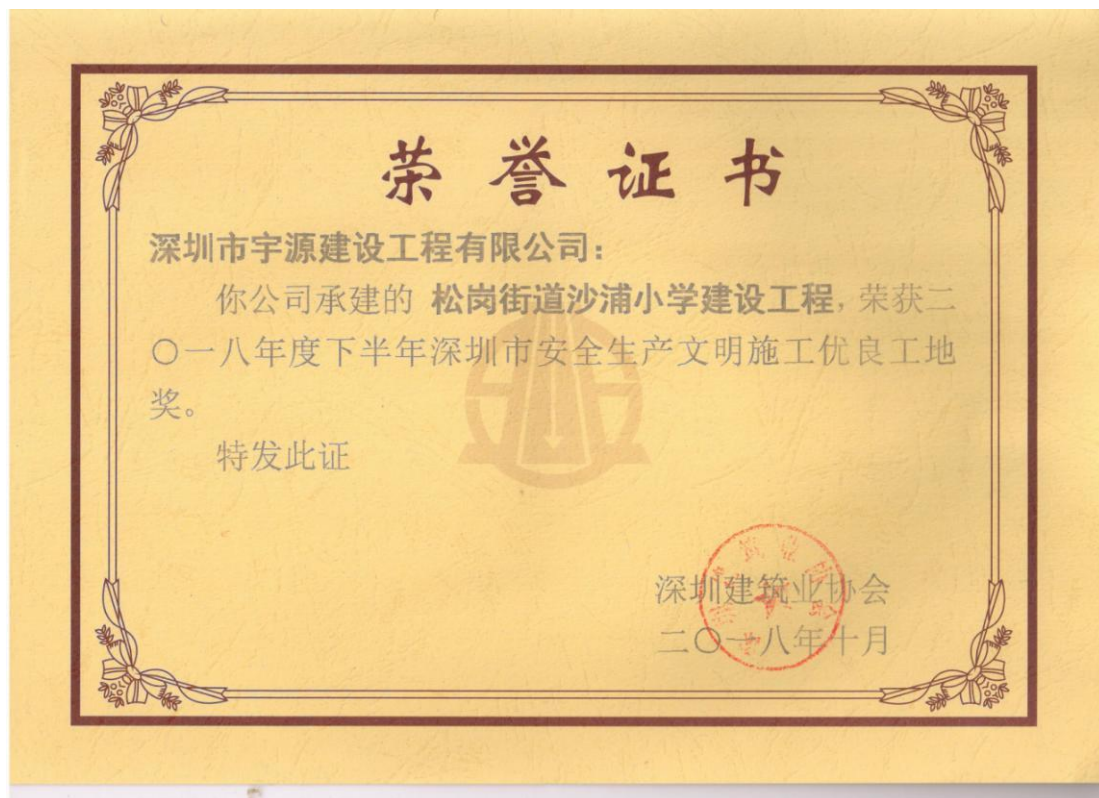 荣誉证书
深圳市宇源建设工程有限公司：
你公司承建的 松岗街道沙浦小学建设工程，荣获二
〇一八年度下半年深圳市安全生产文明施工优良工地
奖。
特发此证
深圳建筑业协会
二〇一八年十月